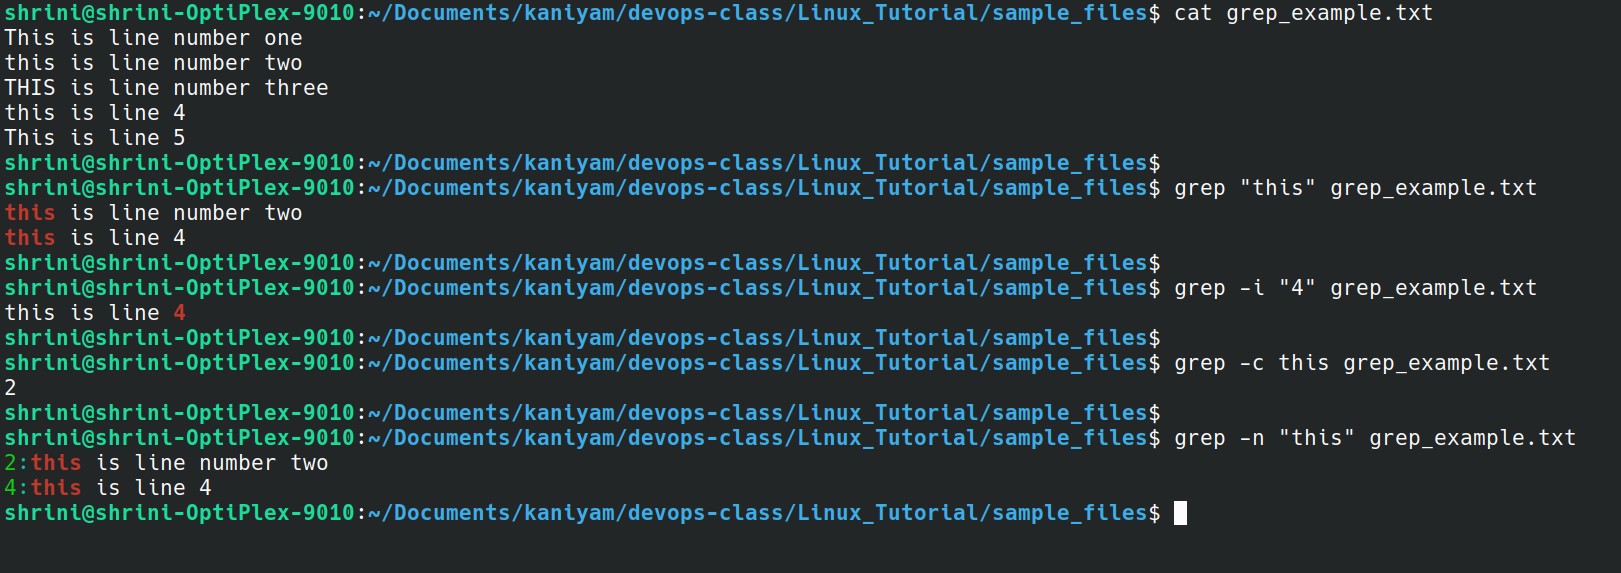 shrini@shrini-OptiPlex-9010:~/Documents/kaniyam/devops-class/Linux_Tutorial/sample_files$ cat grep_example.txt
This is line number one
this is line number two
THIS is line number three
this is line 4
This is line 5
shrini@shrini-OptiPlex-9010:~/Documents/kaniyam/devops-class/Linux_Tutorial/sample_files$
shrini@shrini-OptiPlex-9010:~/Documents/kaniyam/devops-class/Linux_Tutorial/sample_files$ grep "this" grep_example.txt
this is line number two
this is line 4
shrini@shrini-OptiPlex-9010:~/Documents/kaniyam/devops-class/Linux_Tutorial/sample_files$
shrini@shrini-OptiPlex-9010:~/Documents/kaniyam/devops-class/Linux_Tutorial/sample_files$ grep -i "4" grep_example.txt
this is line 4
shrini@shrini-OptiPlex-9010:~/Documents/kaniyam/devops-class/Linux_Tutorial/sample_files$
shrini@shrini-OptiPlex-9010:~/Documents/kaniyam/devops-class/Linux_Tutorial/sample_files$ grep -c this grep_example.txt
2
shrini@shrini-OptiPlex-9010:~/Documents/kaniyam/devops-class/Linux_Tutorial/sample_files$
shrini@shrini-OptiPlex-9010:~/Documents/kaniyam/devops-class/Linux_Tutorial/sample_files$ grep -n "this" grep_example.txt
2:this is line number two
4:this is line 4
shrini@shrini-OptiPlex-9010:~/Documents/kaniyam/devops-class/Linux_Tutorial/sample_files$